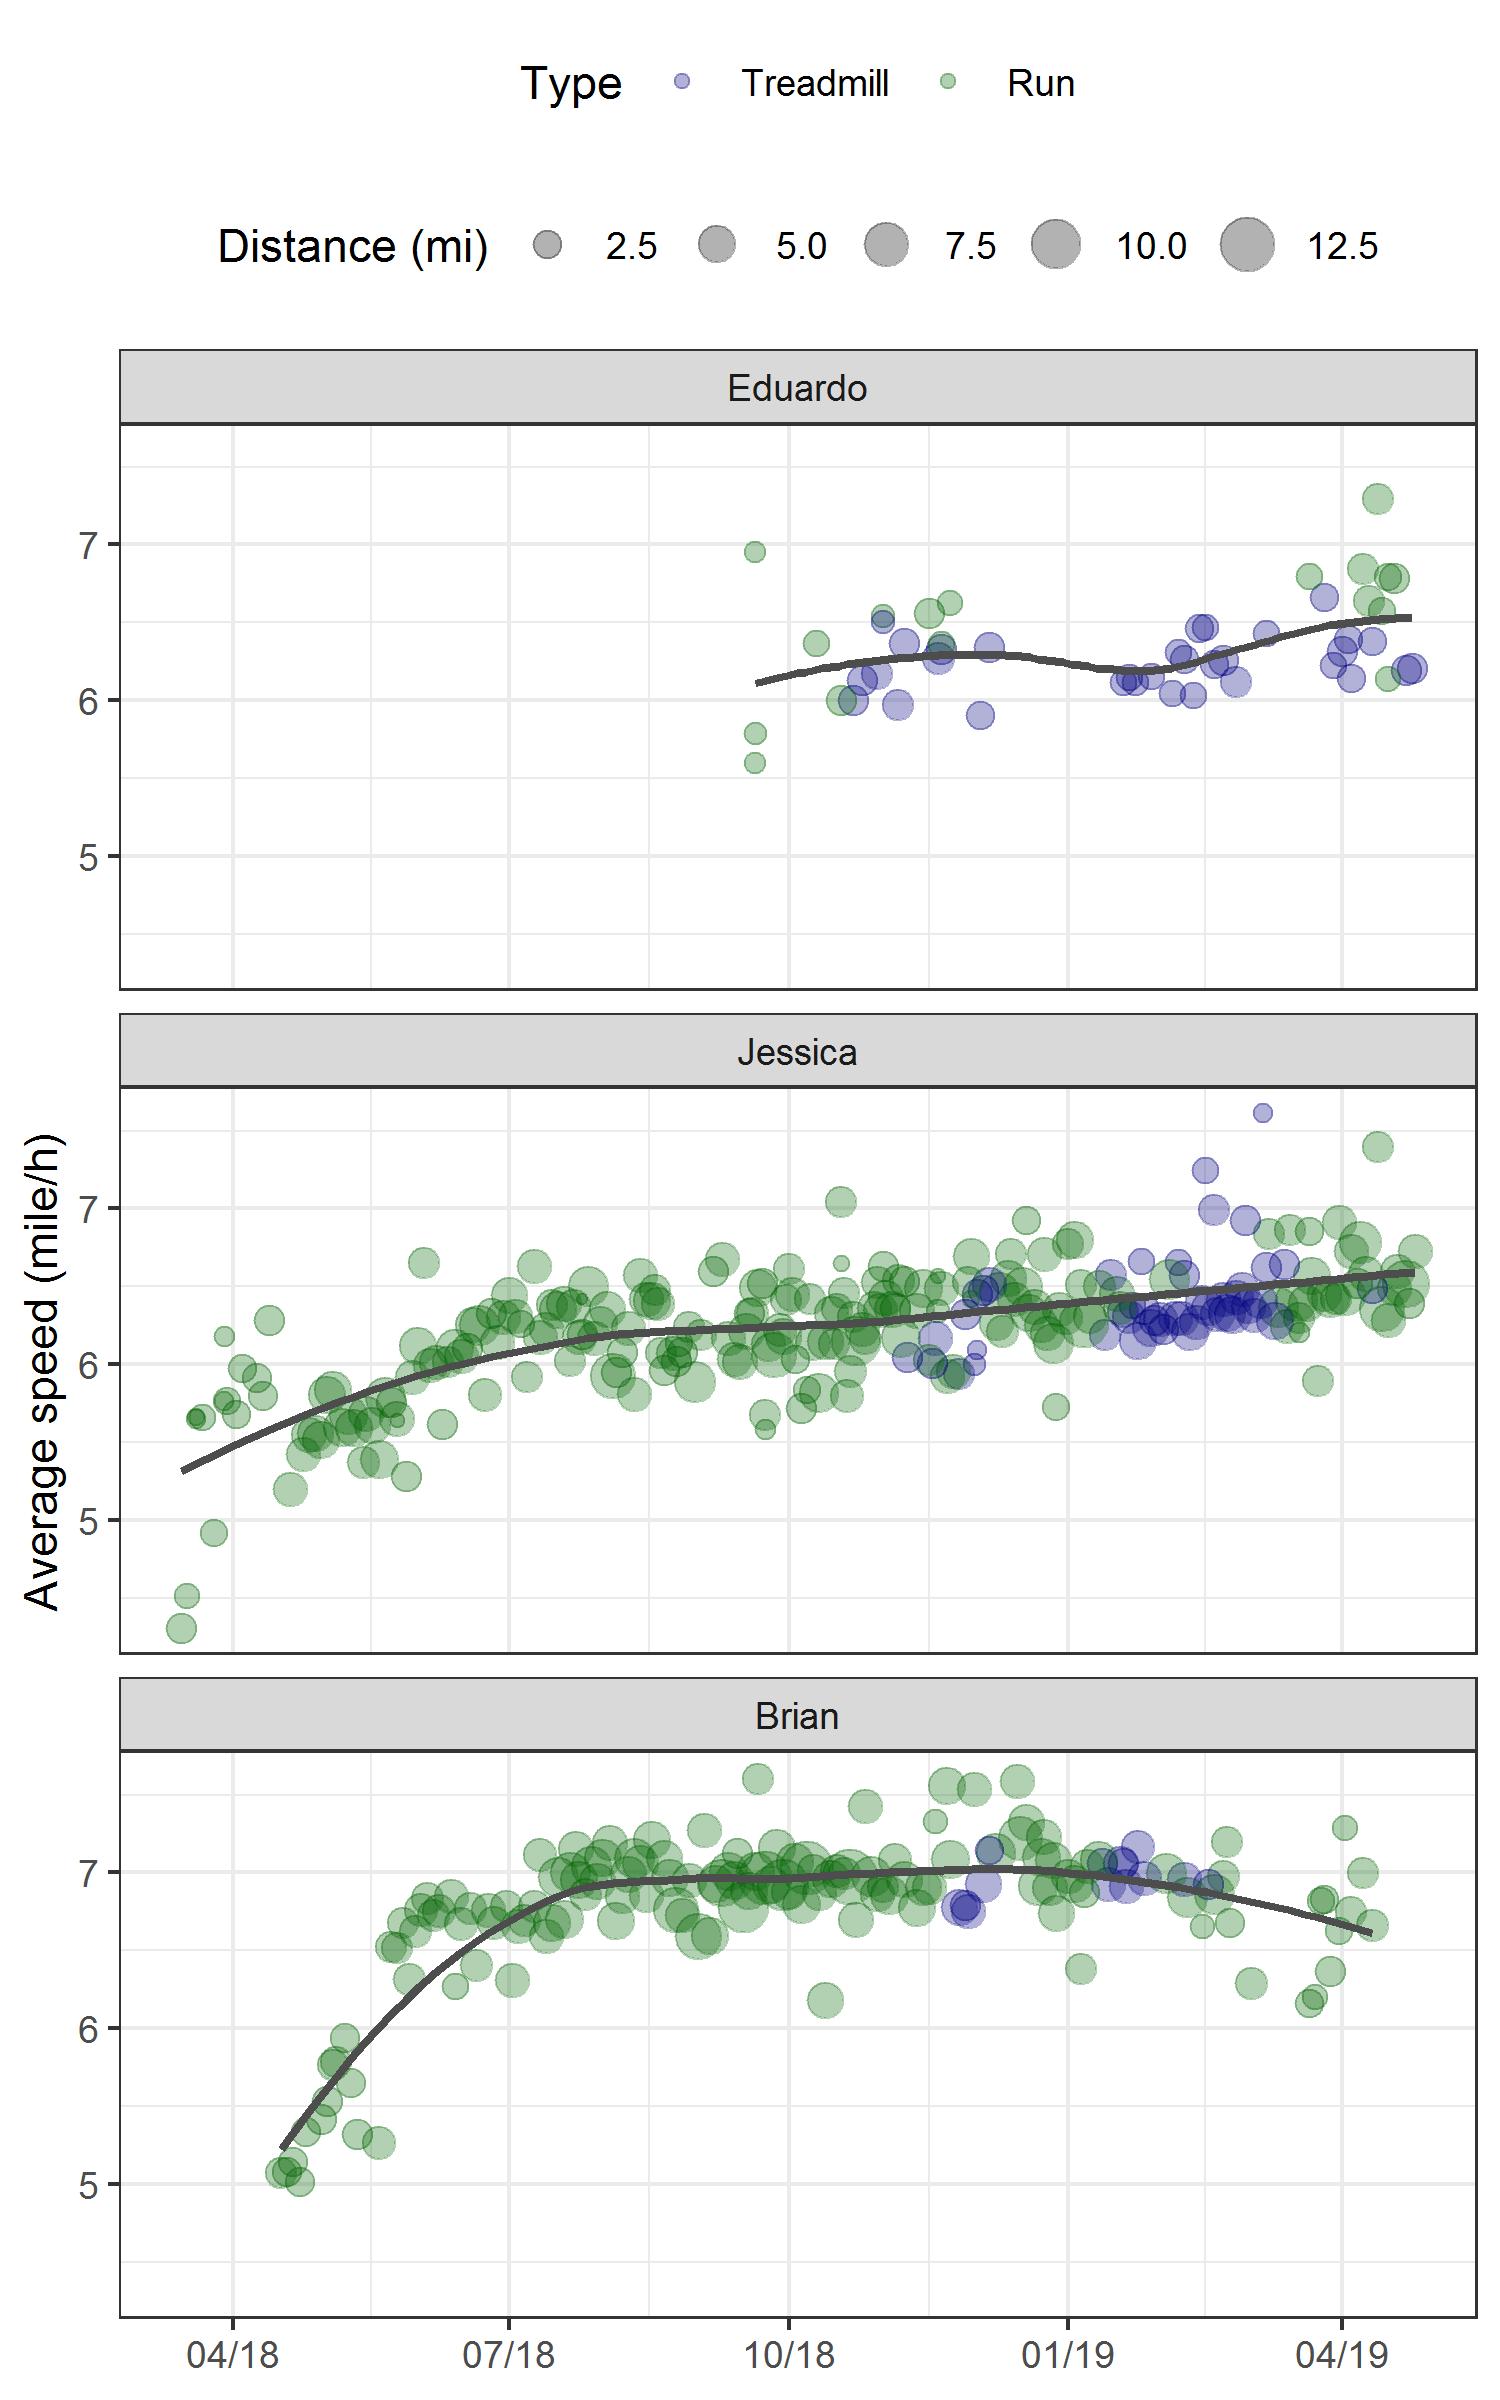 Type Treadmill Run
Distance (mi) 2.5 5.0 7.5 10.0 12.5
Eduardo
7
6
5
Jessica
7
6
5
Average speed (mile/h)
Brian
7
6
5
04/18 07/18 10/18 01/19 04/19